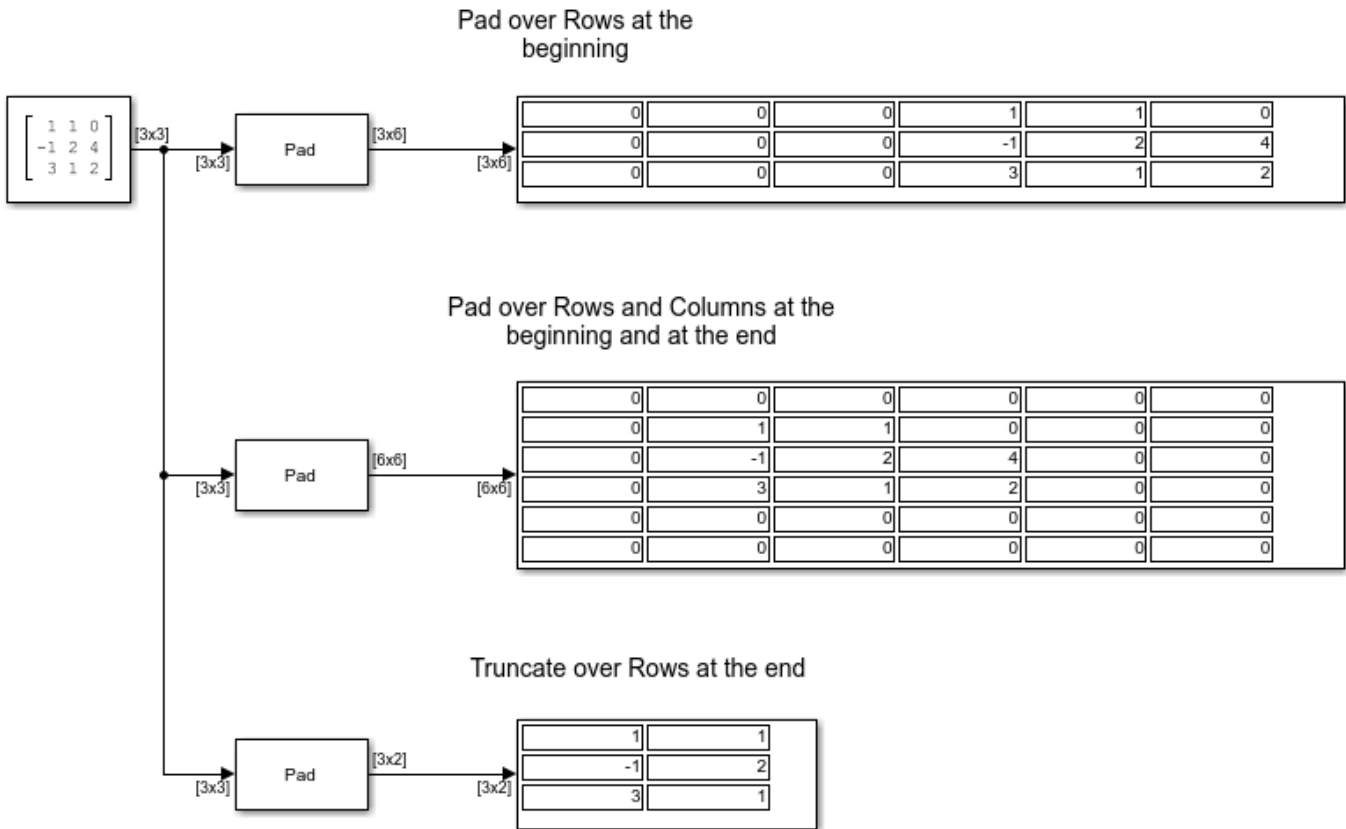 Pad over Rows at the
beginning
1 1 0
-1 2 4
3 1 2
[3x3]
[3x3]
Pad
[3x6]
[3x6]
0 0 0 1 1 0
0 0 0 -1 2 4
0 0 0 3 1 2
Pad over Rows and Columns at the
beginning and at the end
[3x3]
Pad
[6x6]
[6x6]
0 0 0 0 0 0
0 1 1 0 0 0
0 -1 2 4 0 0
0 3 1 2 0 0
0 0 0 0 0 0
0 0 0 0 0 0
Truncate over Rows at the end
[3x3]
Pad
[3x2]
[3x2]
1 1
-1 2
3 1